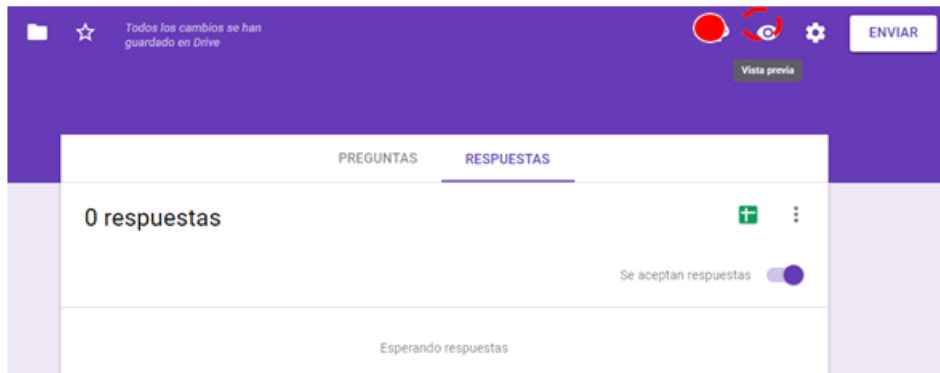 Todos los cambios se han
guardado en Drive
ENVIAR
Vista previa
PREGUNTAS RESPUESTAS
0 respuestas
Se aceptan respuestas
Esperando respuestas